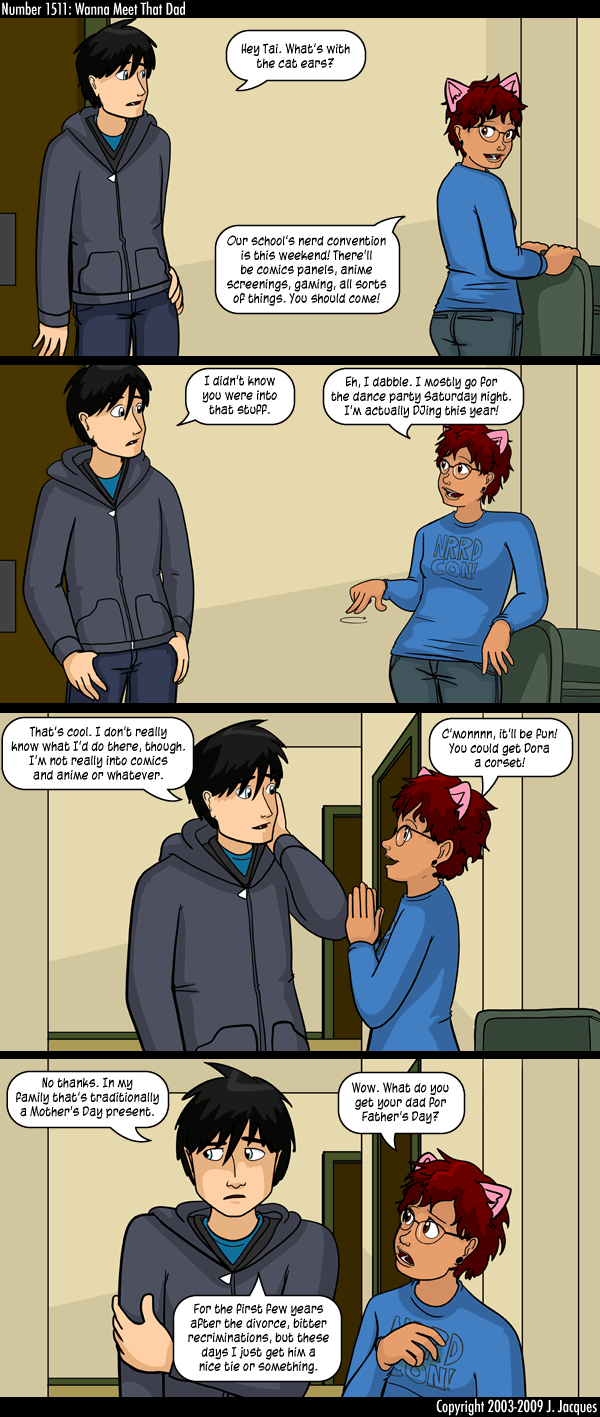 Number 1511: Wanna Meet That Dad
Hey Tai. What's with
the cat ears?
Our school's nerd convention
is this weekend! There'll
be comics panels, anime
screenings, gaming, all sorts
of things. You should come!
I didn't know
you were into
that stuff.
Eh, I dabble. I mostly go for
the dance party Saturday night.
I'm actually DJing this year!
NRRD
CON!
That's cool. I don't really
know what I'd do there, though.
I'm not really into comics
and anime or whatever.
C'monnnn, it'll be fun!
You could get Dora
a corset!
No thanks. In my
family that's traditionally
a Mother's Day present.
Wow. What do you
get your dad for
Father's Day?
For the first few years
after the divorce, bitter
recriminations, but these
days I just get him a
nice tie or something.
NRRD
CON!
Copyright 2003-2009 J. Jacques